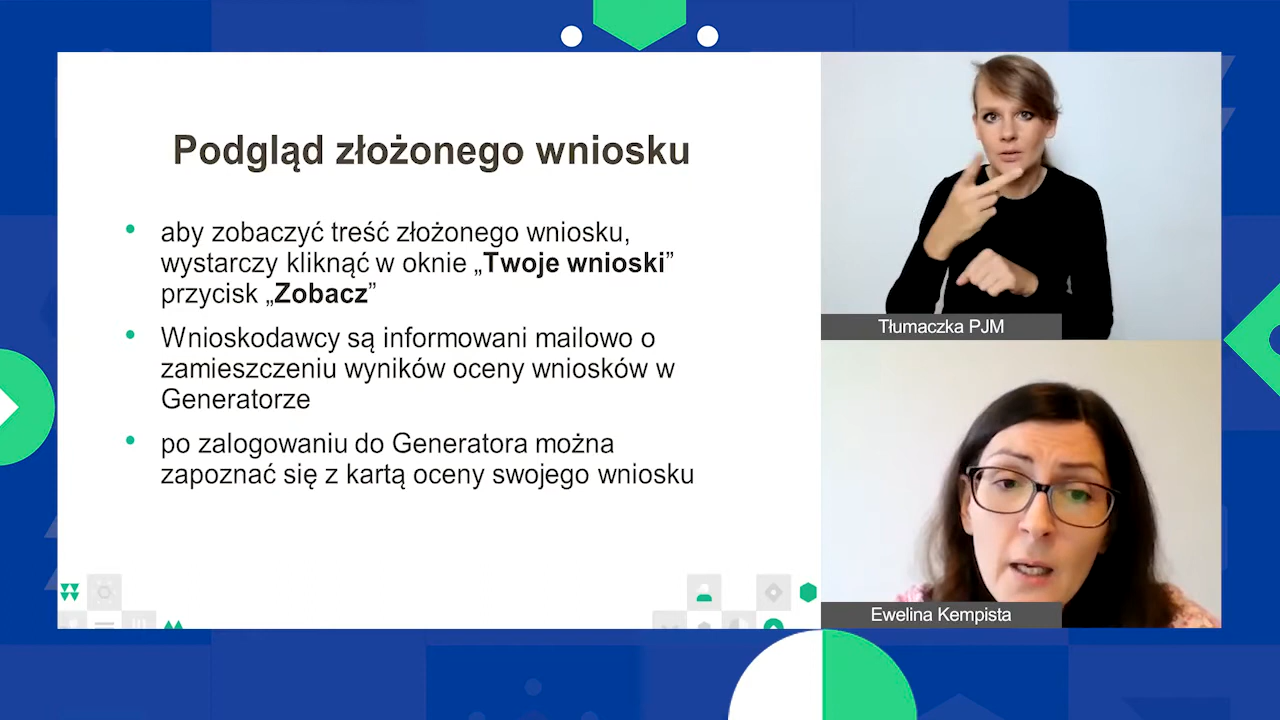 Podgląd złożonego wniosku
• aby zobaczyć treść złożonego wniosku,
wystarczy kliknąć w oknie „Twoje wnioski”
przycisk „Zobacz”
• Wnioskodawcy są informowani mailowo o
zamieszczeniu wyników oceny wniosków w
Generatorze
• po zalogowaniu do Generatora można
zapoznać się z kartą oceny swojego wniosku
Tłumaczka PJM
Ewelina Kempista